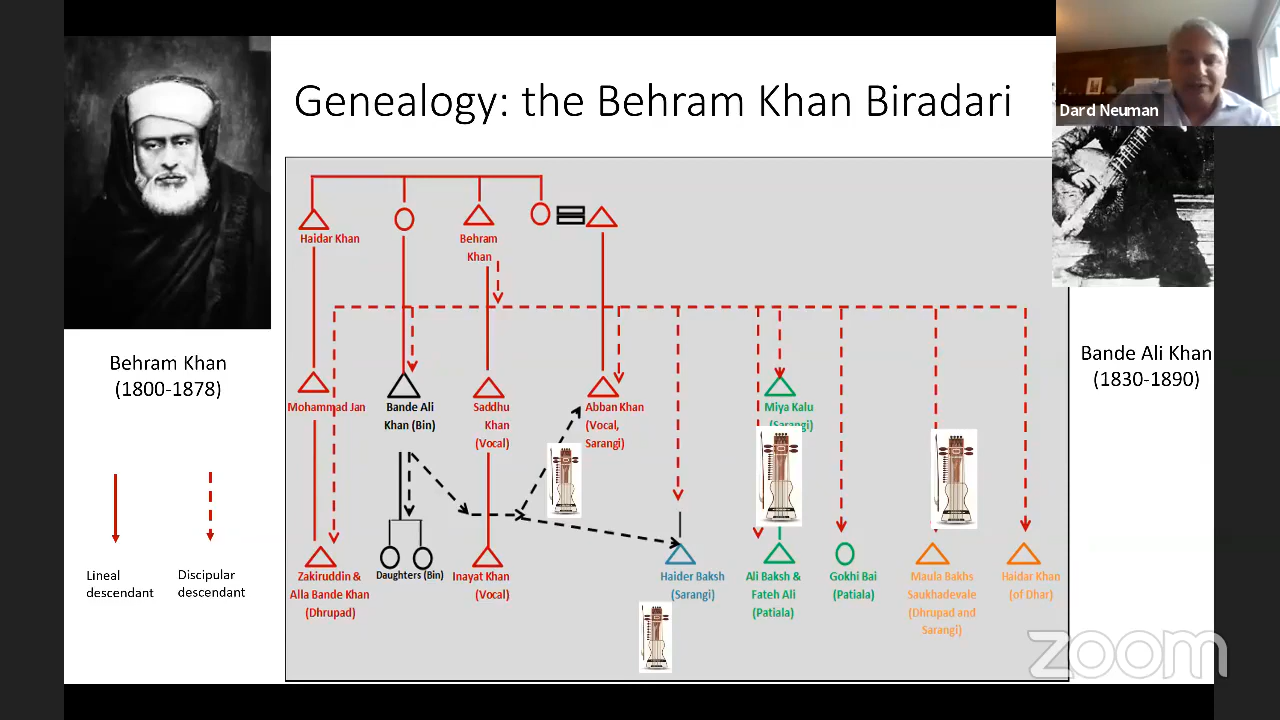 Genealogy: the Behram Khan Biradari
Dard Neuman
Behram Khan
(1800-1878)
Lineal
descendant
Discipular
descendant
Haidar Khan
Behram
Khan
Mohammad Jan
Bande Ali
Khan (Bin)
Saddhu
Khan
(Vocal)
Abban Khan
(Vocal,
Sarangi)
Miya Kalu
(Sarangi)
Zakiruddin &
Alla Bande Khan
(Dhrupad)
Daughters (Bin)
Inayat Khan
(Vocal)
Haider Baksh
(Sarangi)
Ali Baksh &
Fateh Ali
(Patiala)
Gokhi Bai
(Patiala)
Maula Bakhs
Saukhadevale
(Dhrupad and
Sarangi)
Haidar Khan
(of Dhar)
Bande Ali Khan
(1830-1890)
zoom